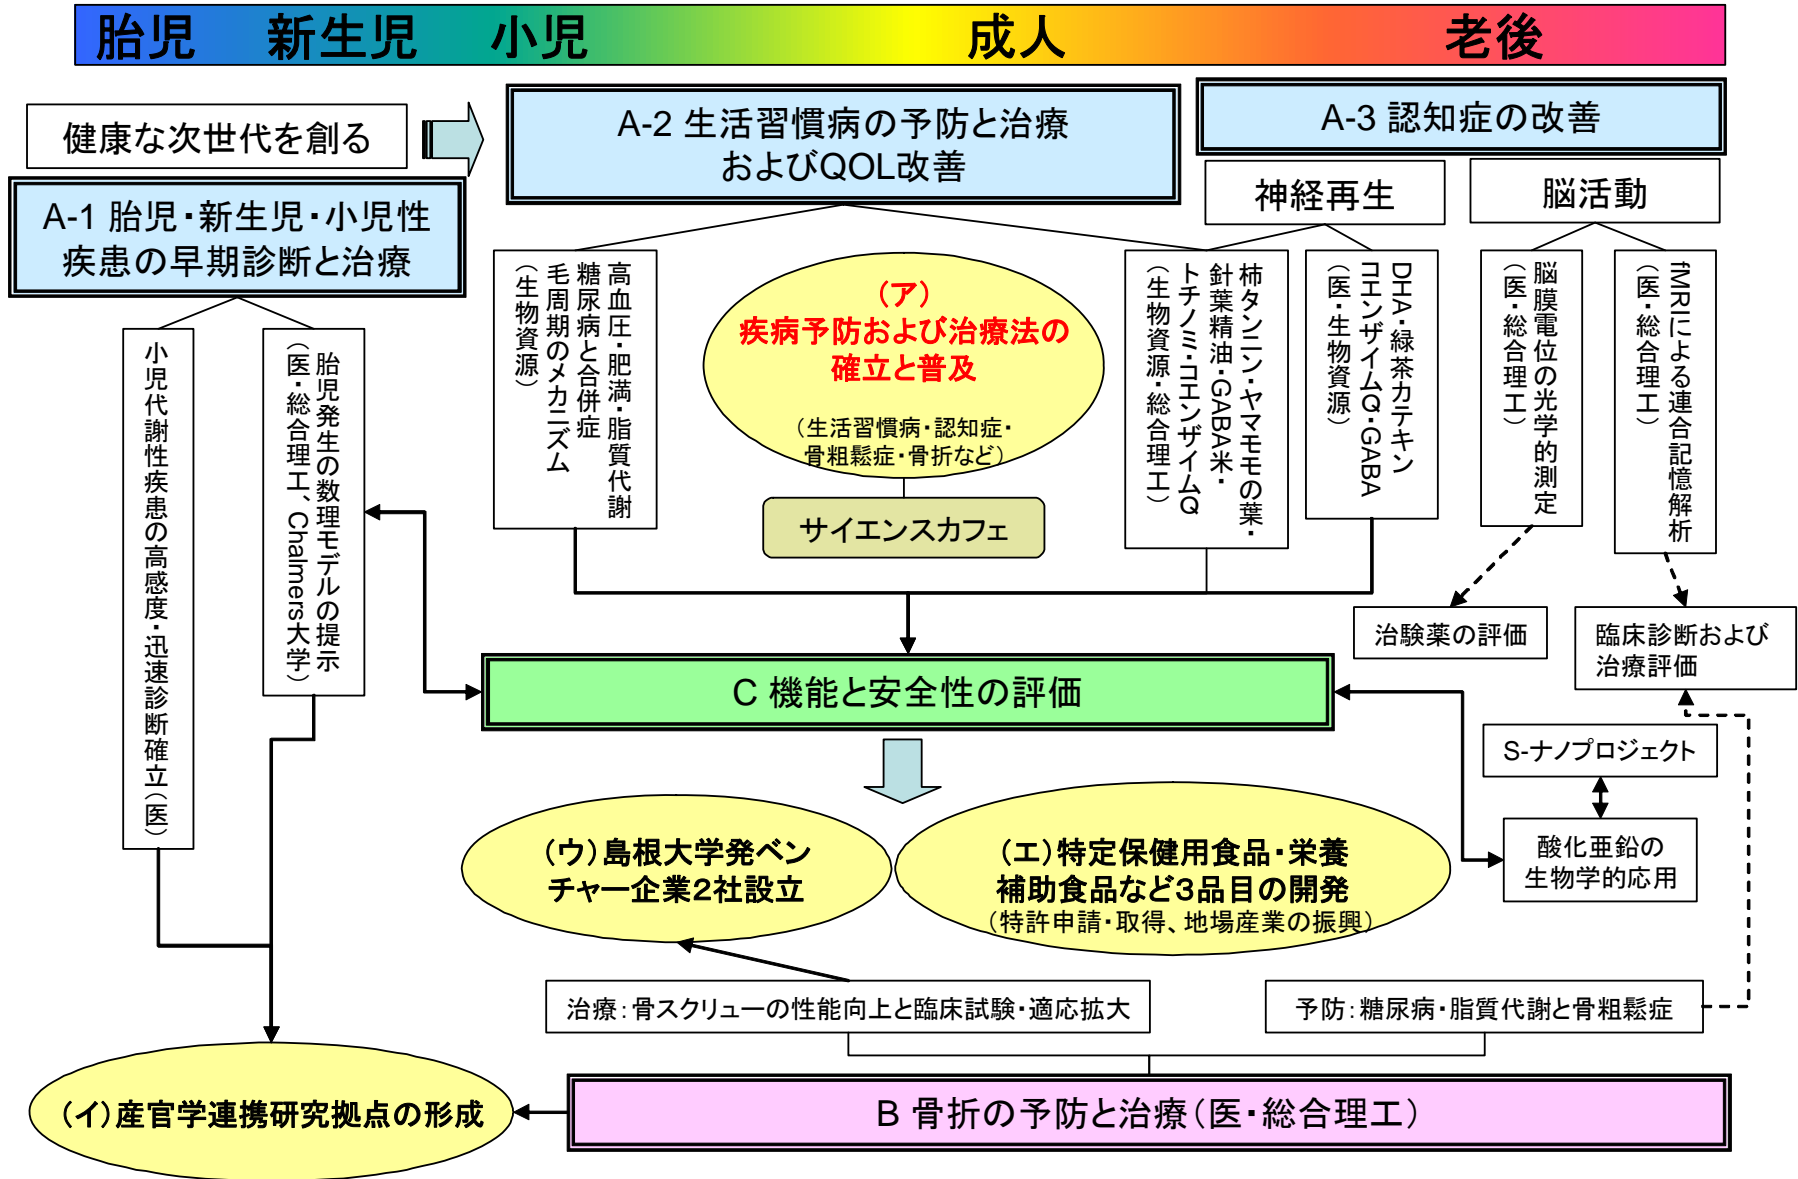 胎児 新生児 小児 成人 老後
健康な次世代を創る
A-1 胎児・新生児・小児性
疾患の早期診断と治療
A-2 生活習慣病の予防と治療
およびQOL改善
A-3 認知症の改善
神経再生
脳活動
小児代謝性疾患の高感度・迅速診断確立（医）
胎児発生の数理モデルの提示
（医・総合理工、Chalmers大学）
高血圧・肥満・脂質代謝
糖尿病と合併症
毛周期のメカニズム
（生物資源）
（ア）
疾病予防および治療法の
確立と普及
（生活習慣病・認知症・
骨粗鬆症・骨折など）
サイエンスカフェ
柿タンニン・ヤマモモの葉・
針葉精油・GABA米・
トチノミ・コエンザイムQ
（生物資源・総合理工）
DHA・緑茶カテキン
コエンザイムQ・GABA
（医・生物資源）
脳膜電位の光学的測定
（医・総合理工）
fMRIによる連合記憶解析
（医・総合理工）
治験薬の評価
臨床診断および
治療評価
C 機能と安全性の評価
S-ナノプロジェクト
酸化亜鉛の
生物学的応用
（ウ）島根大学発ベン
チャー企業2社設立
（エ）特定保健用食品・栄養
補助食品など3品目の開発
（特許申請・取得、地場産業の振興）
治療：骨スクリューの性能向上と臨床試験・適応拡大
予防：糖尿病・脂質代謝と骨粗鬆症
（イ）産官学連携研究拠点の形成
B 骨折の予防と治療（医・総合理工）